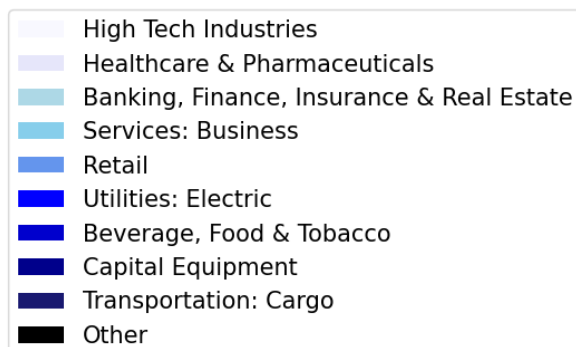 High Tech Industries
Healthcare & Pharmaceuticals
Banking, Finance, Insurance & Real Estate
Services: Business
Retail
Utilities: Electric
Beverage, Food & Tobacco
Capital Equipment
Transportation: Cargo
Other